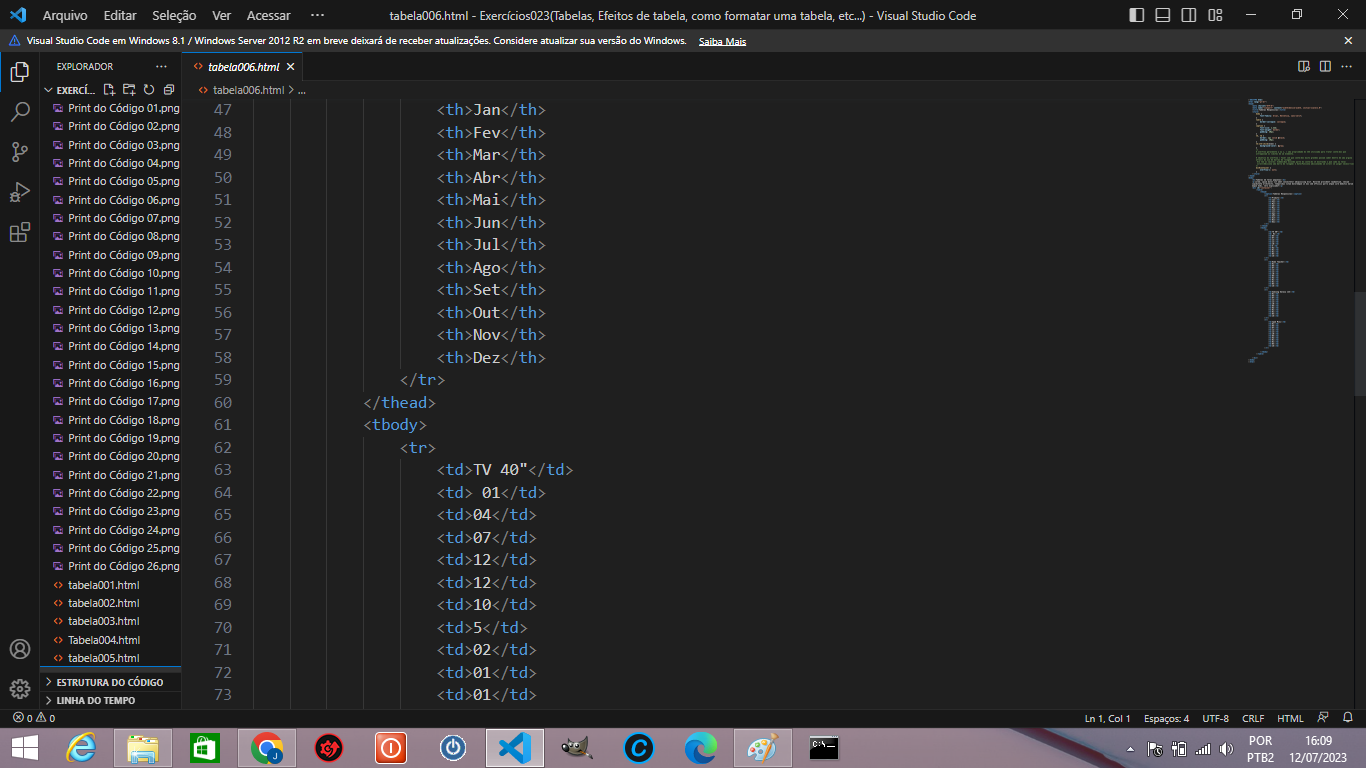 Arquivo Editar Seleção Ver Acessar ··· tabela006.html - Exercícios023(Tabelas, Efeitos de tabela, como formatar uma tabela, etc...) - Visual Studio Code
Visual Studio Code em Windows 8.1 / Windows Server 2012 R2 em breve deixará de receber atualizações. Considere atualizar sua versão do Windows. Saiba Mais
EXPLORADOR ···
EXERCÍ...
Print do Código 01.png
Print do Código 02.png
Print do Código 03.png
Print do Código 04.png
Print do Código 05.png
Print do Código 06.png
Print do Código 07.png
Print do Código 08.png
Print do Código 09.png
Print do Código 10.png
Print do Código 11.png
Print do Código 12.png
Print do Código 13.png
Print do Código 14.png
Print do Código 15.png
Print do Código 16.png
Print do Código 17.png
Print do Código 18.png
Print do Código 19.png
Print do Código 20.png
Print do Código 21.png
Print do Código 22.png
Print do Código 23.png
Print do Código 24.png
Print do Código 25.png
Print do Código 26.png
tabela001.html
tabela002.html
tabela003.html
Tabela004.html
tabela005.html
ESTRUTURA DO CÓDIGO
LINHA DO TEMPO
tabela006.html
tabela006.html > ...
47 <th>Jan</th>
48 <th>Fev</th>
49 <th>Mar</th>
50 <th>Abr</th>
51 <th>Mai</th>
52 <th>Jun</th>
53 <th>Jul</th>
54 <th>Ago</th>
55 <th>Set</th>
56 <th>Out</th>
57 <th>Nov</th>
58 <th>Dez</th>
59 </tr>
60 </thead>
61 <tbody>
62 <tr>
63 <td>TV 40"</td>
64 <td> 01</td>
65 <td>04</td>
66 <td>07</td>
67 <td>12</td>
68 <td>12</td>
69 <td>10</td>
70 <td>5</td>
71 <td>02</td>
72 <td>01</td>
73 <td>01</td>
0 0 Ln 1, Col 1 Espaços: 4 UTF-8 CRLF HTML
POR 16:09
PTB2 12/07/2023